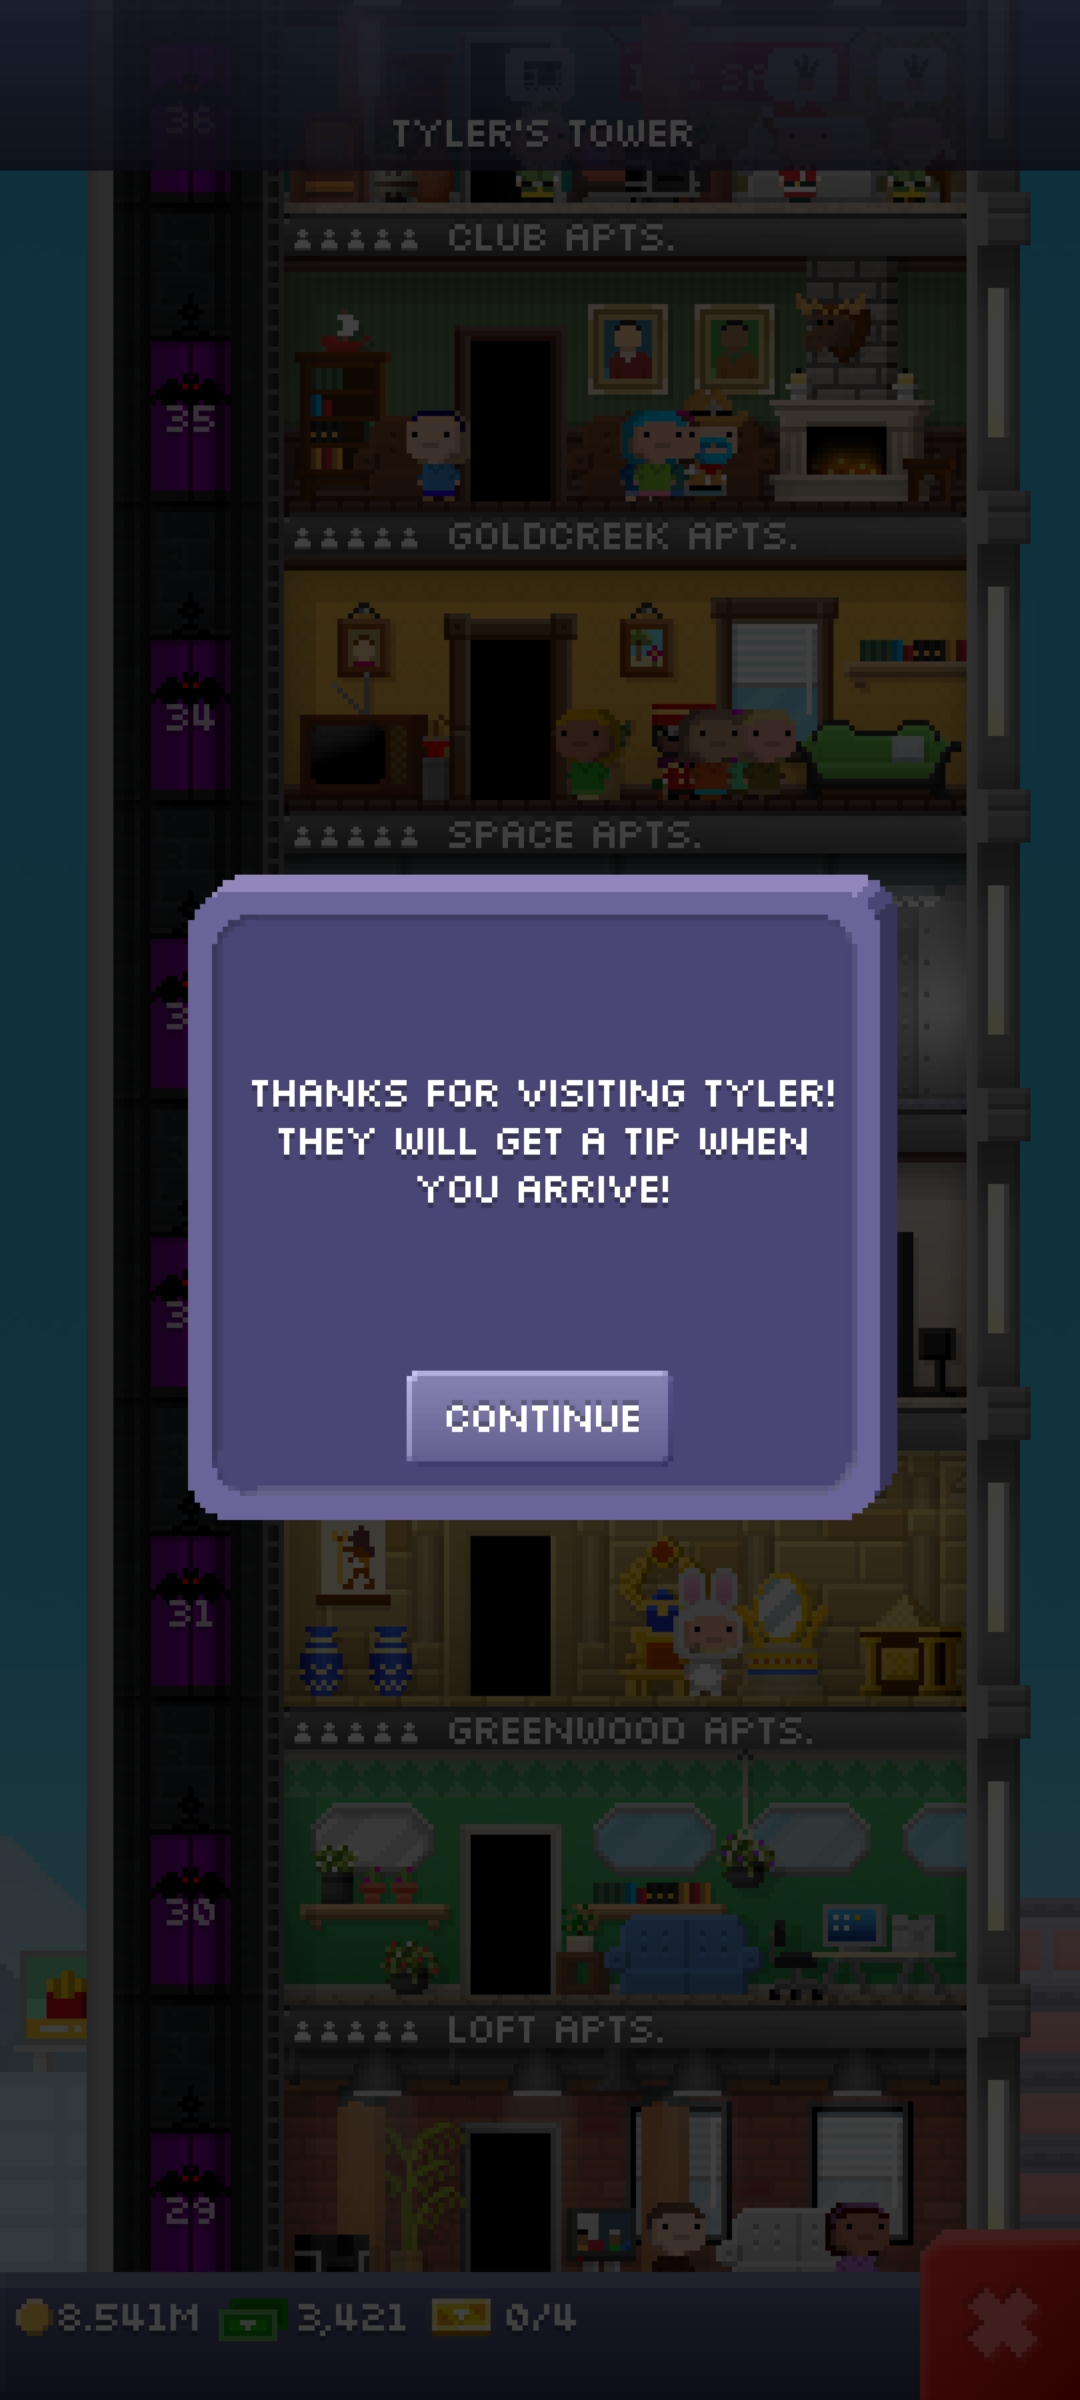 TYLER'S TOWER
36
CLUB APTS.
35
GOLDCREEK APTS.
34
SPACE APTS.
THANKS FOR VISITING TYLER!
THEY WILL GET A TIP WHEN
YOU ARRIVE!
CONTINUE
31
GREENWOOD APTS.
30
LOFT APTS.
29
8.541M 3,421 0/4